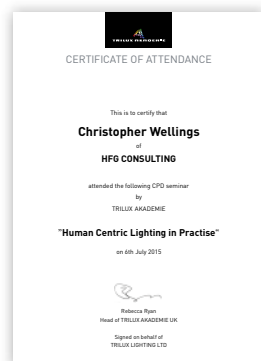 TRILUX AKADEMIE
CERTIFICATE OF ATTENDANCE
This is to certify that
Christopher Wellings
of
HFG CONSULTING
attended the following CPD seminar
by
TRILUX AKADEMIE
"Human Centric Lighting in Practise"
on 6th July 2015
Rebecca Ryan
Head of TRILUX AKADEMIE UK
Signed on behalf of
TRILUX LIGHTING LTD